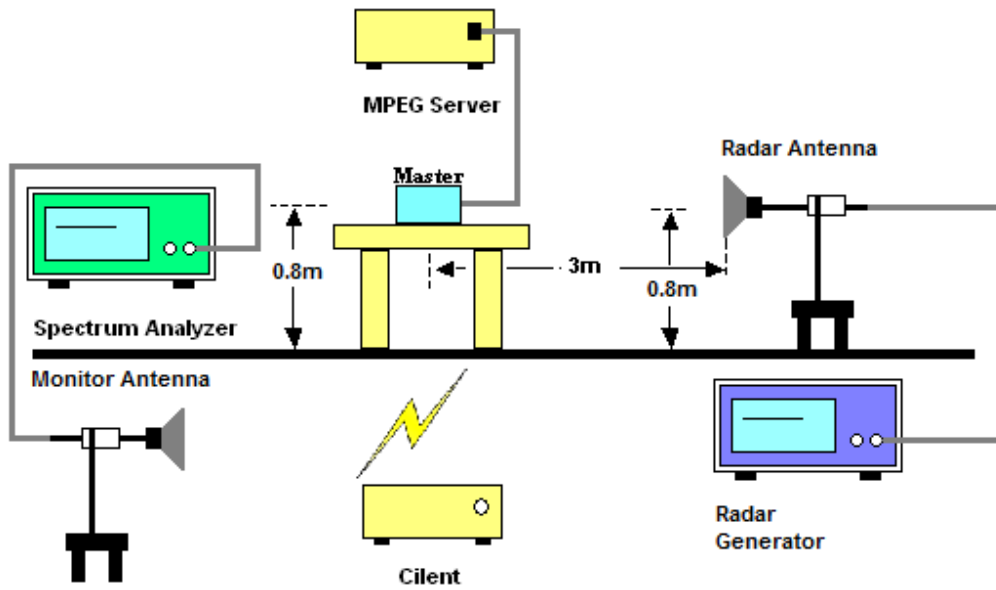 MPEG Server
Radar Antenna
Master
0.8m
3m
0.8m
Spectrum Analyzer
Monitor Antenna
Radar
Generator
Cilent